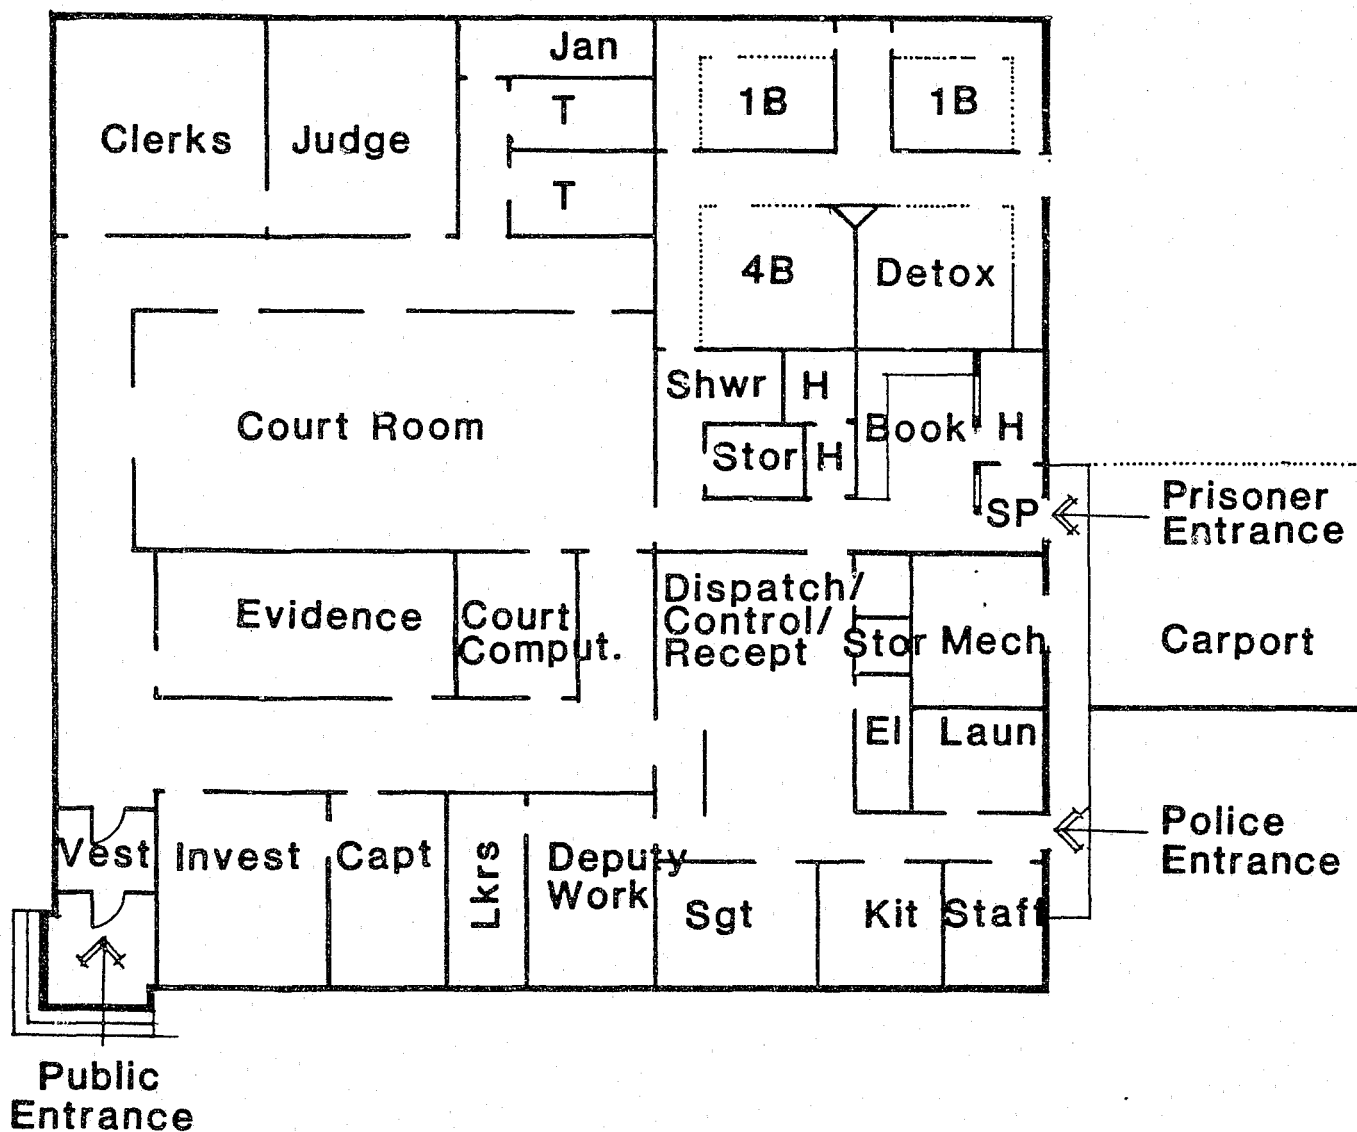 Jan
1B
1B
T
Clerks
Judge
T
4B
Detox
Shwr
H
Court Room
Book
H
Stor
H
SP
Prisoner
Entrance
Evidence
Court
Comput.
Dispatch/
Control/
Recept
Stor
Mech
Carport
El
Laun
Police
Entrance
Vest
Invest
Capt
Lkrs
Deputy
Work
Sgt
Kit
Staff
Public
Entrance